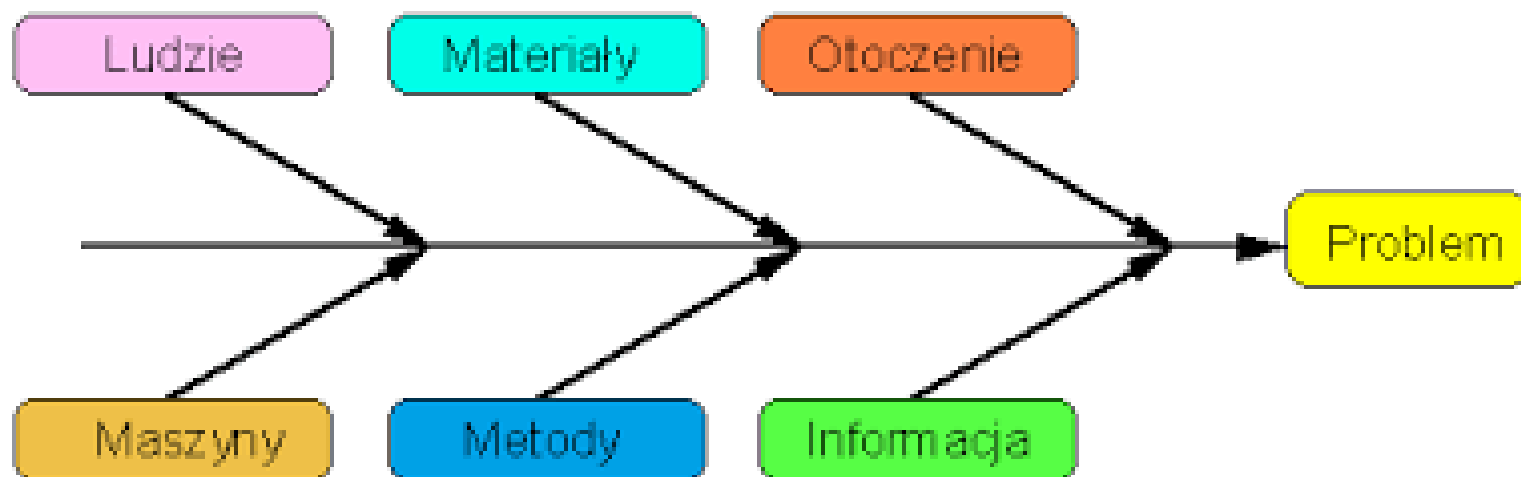 Ludzie
Materiały
Otoczenie
Problem
Maszyny
Metody
Informacja